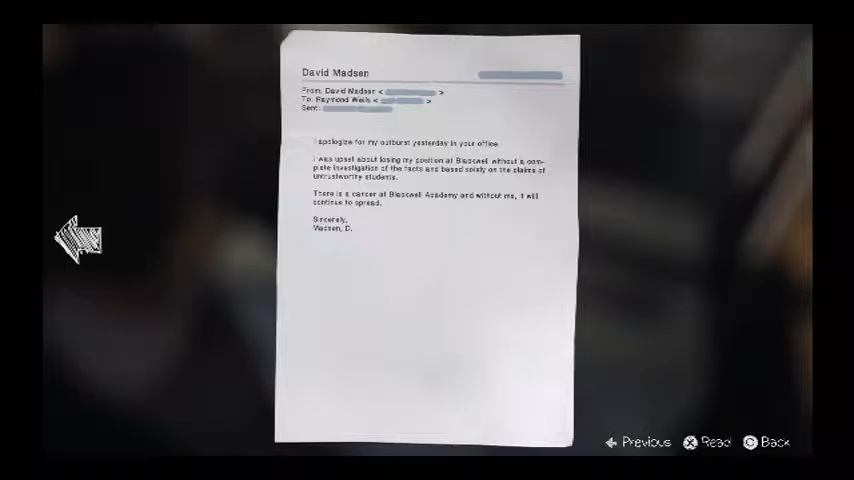 David Madsen
From: David Madsen < >
To: Raymond Wells < >
Sent:
I apologize for my outburst yesterday in your office.
I was upset about losing my position at Blackwell without a com-
plete investigation of the facts and based solely on the claims of
untrustworthy students.
There is a cancer at Blackwell Academy and without me, it will
continue to spread.
Sincerely,
Madsen, D.
Previous
Read
Back